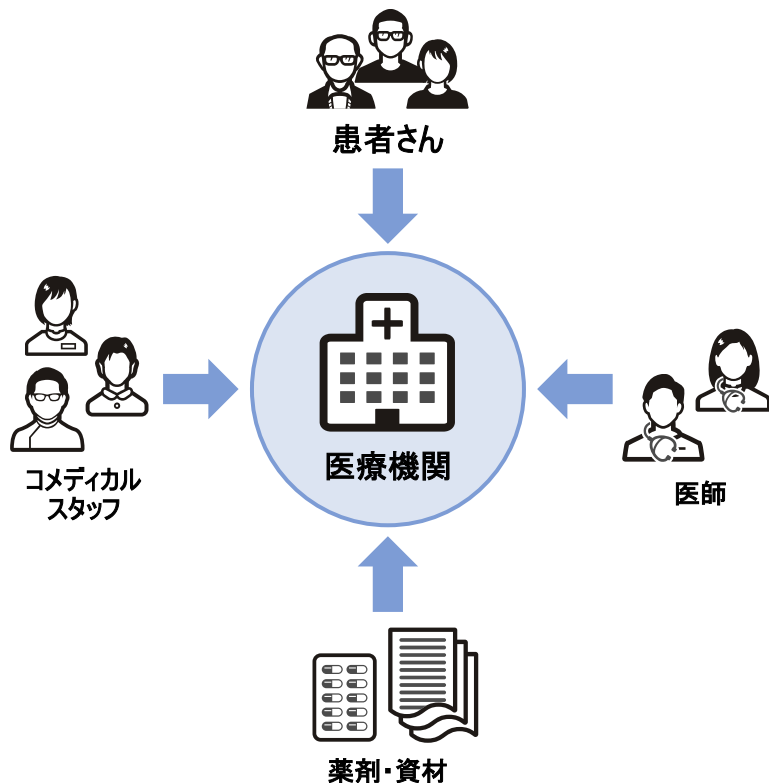 患者さん
医療機関
コメディカル
スタッフ
医師
薬剤・資材